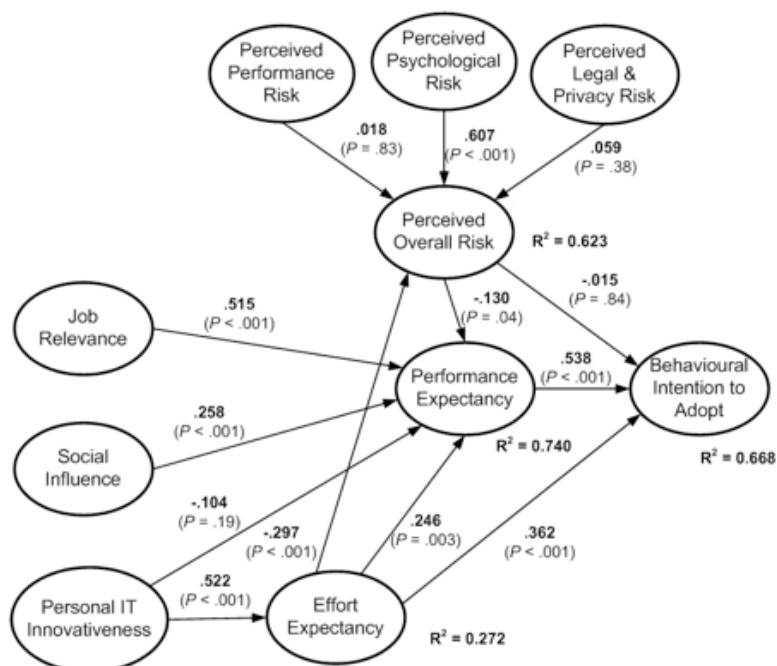 Perceived
Performance
Risk
Perceived
Psychological
Risk
Perceived
Legal &
Privacy Risk
.018
(P = .83)
.607
(P < .001)
.059
(P = .38)
Perceived
Overall Risk
R² = 0.623
-.015
(P = .84)
-.130
(P = .04)
Job
Relevance
.515
(P < .001)
Performance
Expectancy
.538
(P < .001)
Behavioural
Intention to
Adopt
R² = 0.740
R² = 0.668
Social
Influence
.258
(P < .001)
-.104
(P = .19)
-.297
(P < .001)
.246
(P = .003)
.362
(P < .001)
Personal IT
Innovativeness
.522
(P < .001)
Effort
Expectancy
R² = 0.272